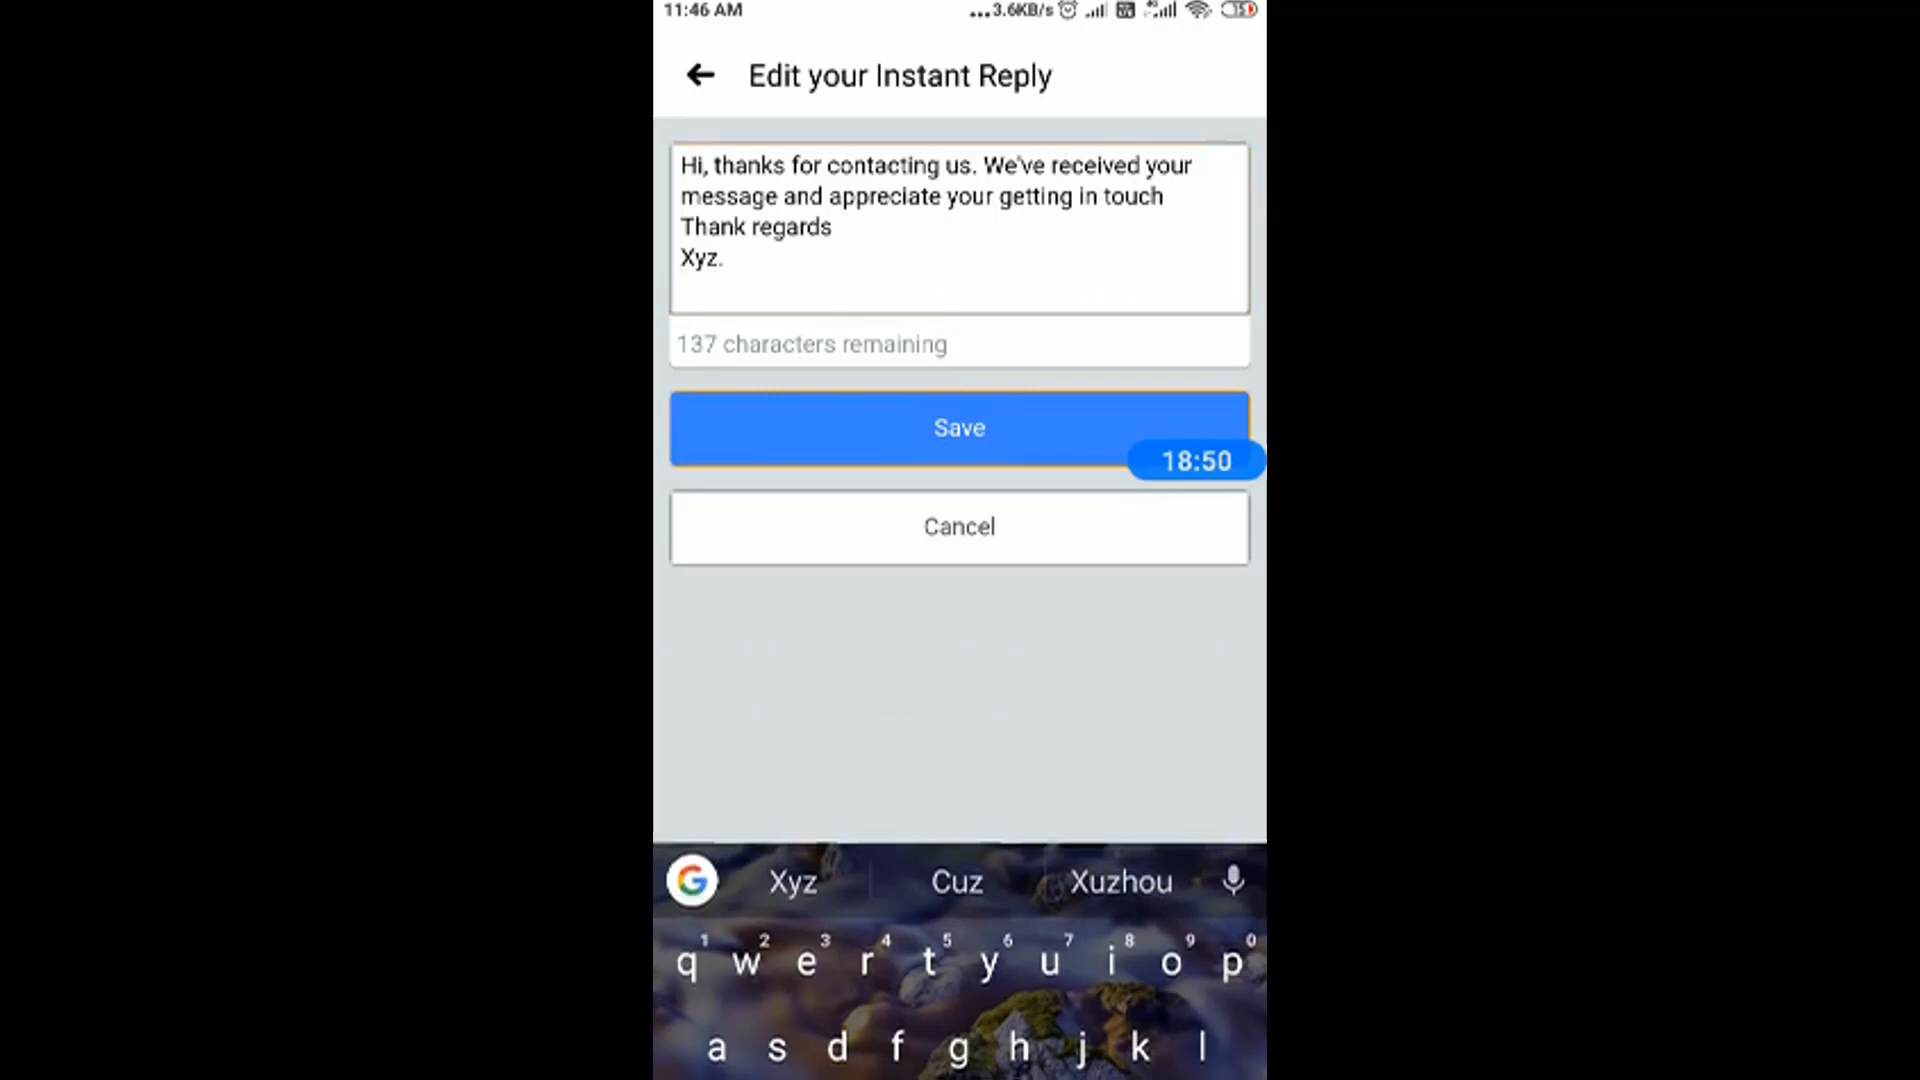 11:46 AM
...3.6KB/s
15
Edit your Instant Reply
Hi, thanks for contacting us. We've received your
message and appreciate your getting in touch
Thank regards
Xyz.
137 characters remaining
Save
18:50
Cancel
G Xyz Cuz Xuzhou
1 2 3 4 5 6 7 8 9 0
q w e r t y u i o p
a s d f g h j k l